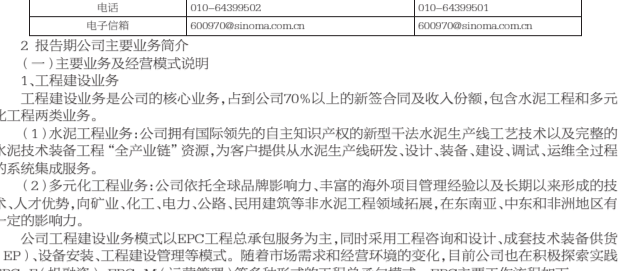 电话 010-64399502 010-64399501
电子信箱 600970@sinoma.com.cn 600970@sinoma.com.cn
2 报告期公司主要业务简介
(一)主要业务及经营模式说明
1、工程建设业务
工程建设业务是公司的核心业务,占到公司70%以上的新签合同及收入份额,包含水泥工程和多元
化工程两类业务。
(1)水泥工程业务:公司拥有国际领先的自主知识产权的新型干法水泥生产线工艺技术以及完整的
水泥技术装备工程“全产业链”资源,为客户提供从水泥生产线研发、设计、装备、建设、调试、运维全过程
的系统集成服务。
(2)多元化工程业务:公司依托全球品牌影响力、丰富的海外项目管理经验以及长期以来形成的技
术、人才优势,向矿业、化工、电力、公路、民用建筑等非水泥工程领域拓展,在东南亚、中东和非洲地区有
一定的影响力。
公司工程建设业务模式以EPC工程总承包服务为主,同时采用工程咨询和设计、成套技术装备供货
EP)、设备安装、工程建设管理等模式。随着市场需求和经营环境的变化,目前公司也在积极探索实践